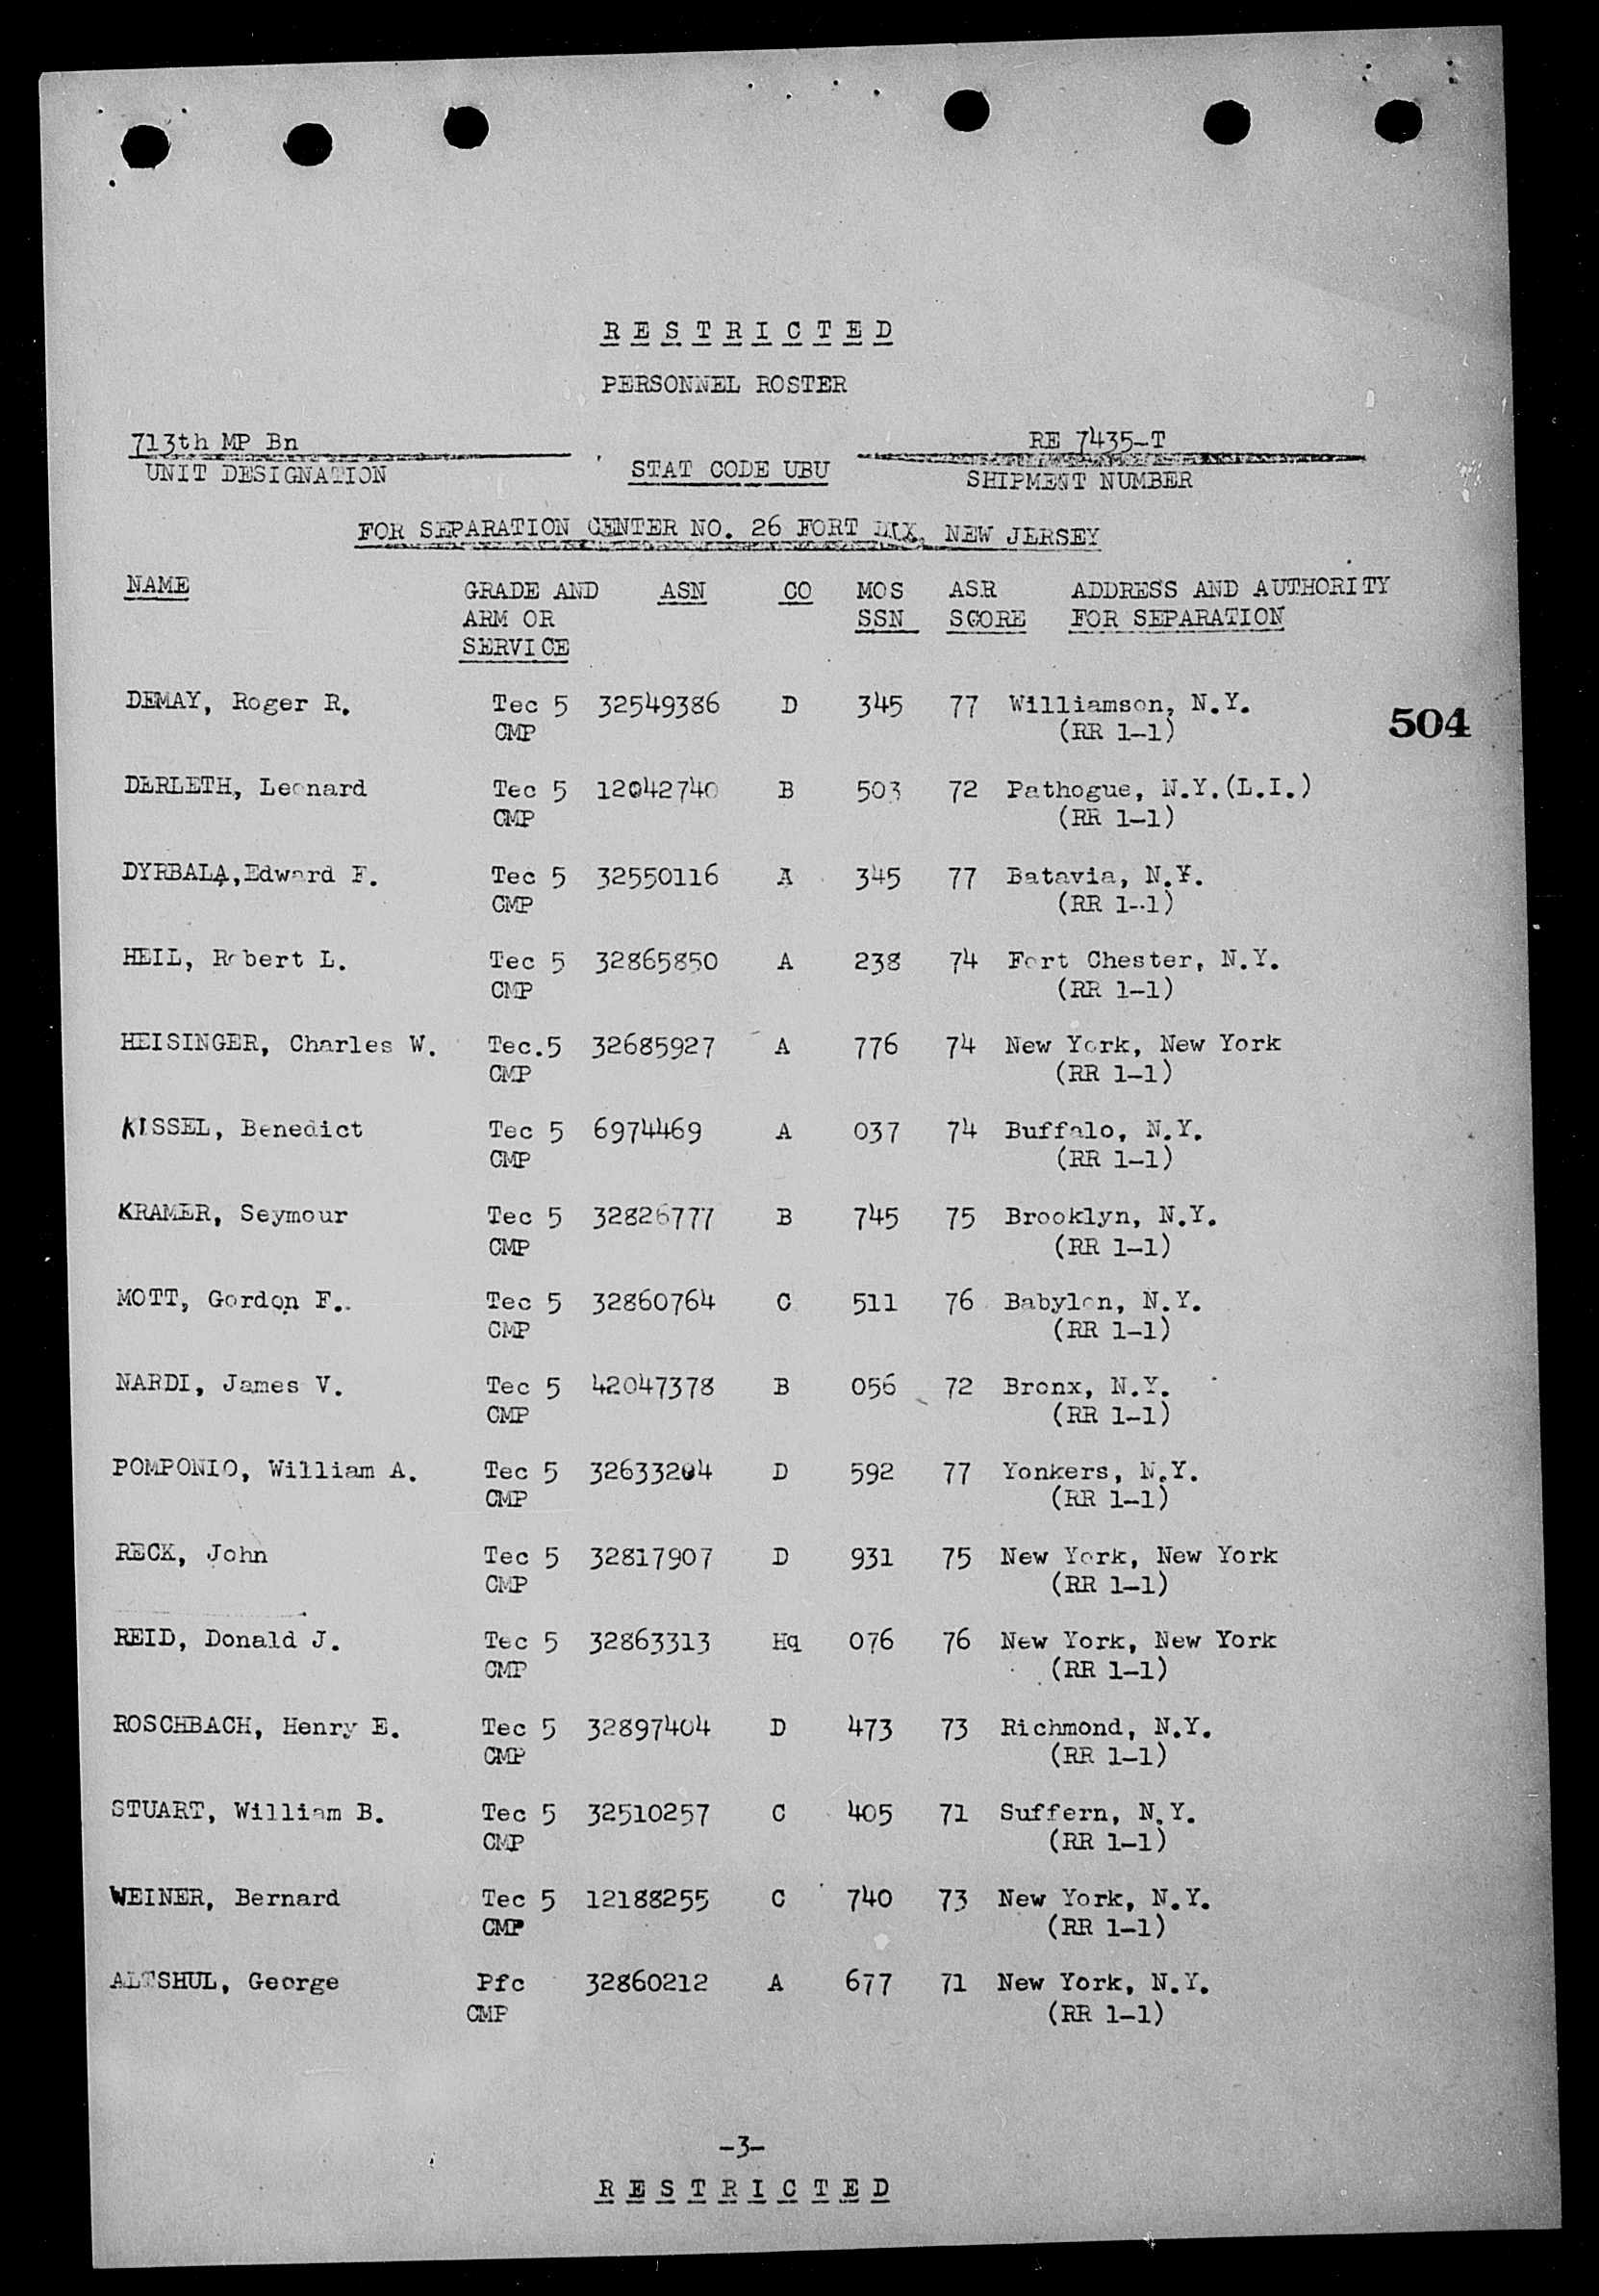 RESTRICTED
PERSONNEL ROSTER
713th MP Bn RE 7435-T
UNIT DESIGNATION STAT CODE UBU SHIPMENT NUMBER
FOR SEPARATION CENTER NO. 26 FORT DIX, NEW JERSEY
NAME GRADE AND ASN CO MOS ASR ADDRESS AND AUTHORITY
ARM OR SSN SCORE FOR SEPARATION
SERVICE
DEMAY, Roger R. Tec 5 32549386 D 345 77 Williamson, N.Y. 504
CMP (RR 1-1)
DERLETH, Leonard Tec 5 12042740 B 503 72 Pathogue, N.Y.(L.I.)
CMP (RR 1-1)
DYRBALA,Edward F. Tec 5 32550116 A 345 77 Batavia, N.Y.
CMP (RR 1-1)
HEIL, Robert L. Tec 5 32865850 A 238 74 Port Chester, N.Y.
CMP (RR 1-1)
HEISINGER, Charles W. Tec.5 32685927 A 776 74 New York, New York
CMP (RR 1-1)
KISSEL, Benedict Tec 5 6974469 A 037 74 Buffalo, N.Y.
CMP (RR 1-1)
KRAMER, Seymour Tec 5 32826777 B 745 75 Brooklyn, N.Y.
CMP (RR 1-1)
MOTT, Gordon F. Tec 5 32860764 C 511 76 Babylon, N.Y.
CMP (RR 1-1)
NARDI, James V. Tec 5 42047378 B 056 72 Bronx, N.Y.
CMP (RR 1-1)
POMPONIO, William A. Tec 5 32633204 D 592 77 Yonkers, N.Y.
CMP (RR 1-1)
RECK, John Tec 5 32817907 D 931 75 New York, New York
CMP (RR 1-1)
REID, Donald J. Tec 5 32863313 Hq 076 76 New York, New York
CMP (RR 1-1)
ROSCHBACH, Henry E. Tec 5 32897404 D 473 73 Richmond, N.Y.
CMP (RR 1-1)
STUART, William B. Tec 5 32510257 C 405 71 Suffern, N.Y.
CMP (RR 1-1)
WEINER, Bernard Tec 5 12188255 C 740 73 New York, N.Y.
CMP (RR 1-1)
ALTSHUL, George Pfc 32860212 A 677 71 New York, N.Y.
CMP (RR 1-1)
-3-
RESTRICTED